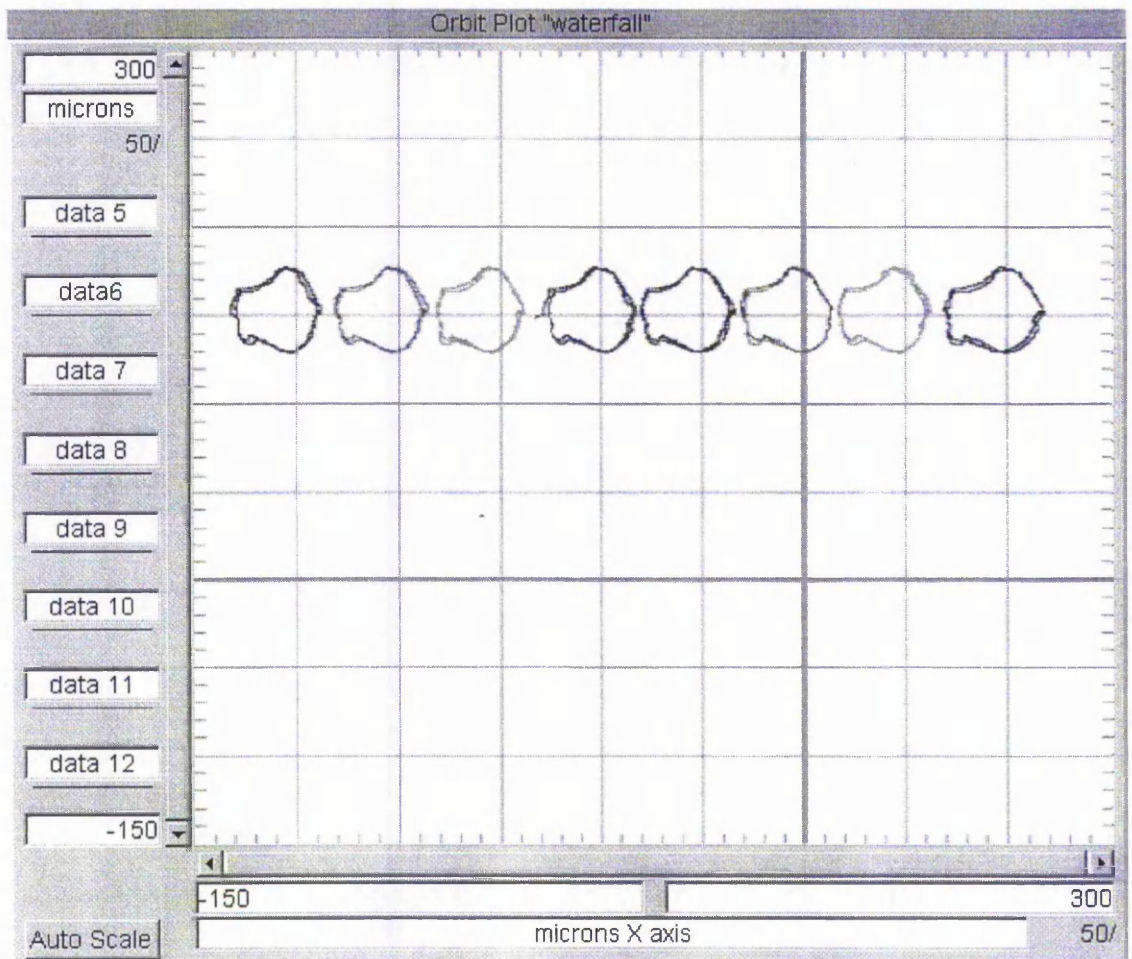 Orbit Plot "waterfall"
300
microns
50/
data 5
data6
data 7
data 8
data 9
data 10
data 11
data 12
-150
-150
300
Auto Scale
microns X axis
50/